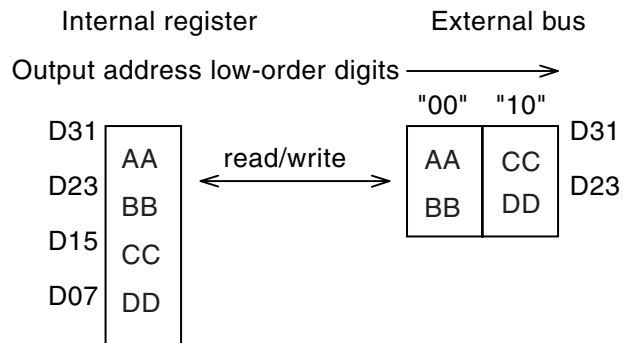 Internal register External bus
Output address low-order digits
"00" "10"
D31 D31
AA read/write AA CC
D23 D23
BB BB DD
D15
CC
D07
DD